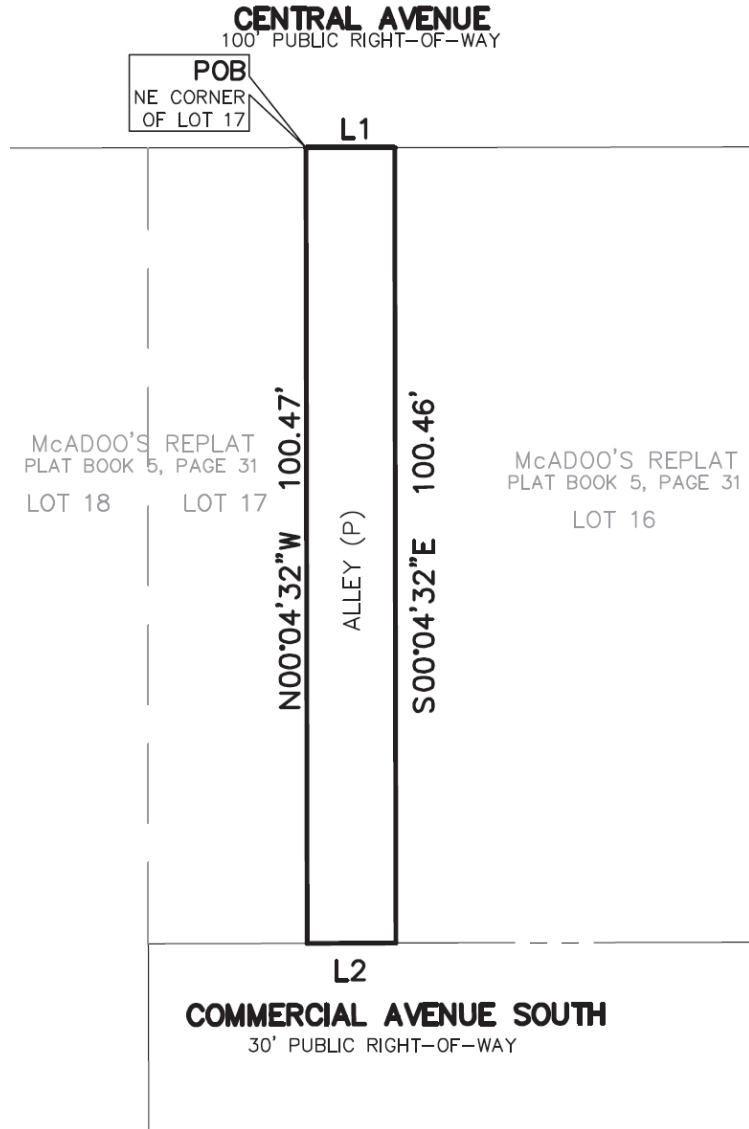 CENTRAL AVENUE
100' PUBLIC RIGHT-OF-WAY
POB
NE CORNER
OF LOT 17
L1
McADOO'S REPLAT
PLAT BOOK 5, PAGE 31
LOT 18
LOT 17
N00°04'32"W 100.47'
ALLEY (P)
S00°04'32"E 100.46'
McADOO'S REPLAT
PLAT BOOK 5, PAGE 31
LOT 16
L2
COMMERCIAL AVENUE SOUTH
30' PUBLIC RIGHT-OF-WAY